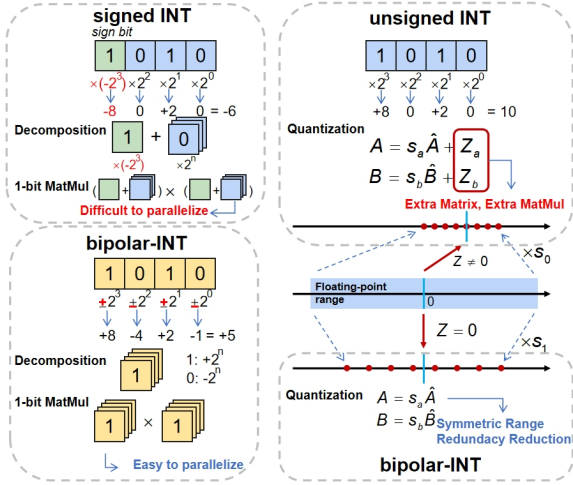 signed INT
sign bit
1 0 1 0
×(-2³) ×2² ×2¹ ×2⁰
-8 0 +2 0 = -6
Decomposition 1 + 0
×(-2³) ×2ⁿ
1-bit MatMul ( + ) × ( + )
Difficult to parallelize
bipolar-INT
1 0 1 0
±2³ ±2² ±2¹ ±2⁰
+8 -4 +2 -1 = +5
Decomposition 1 1: +2ⁿ
0: -2ⁿ
1-bit MatMul
1 × 1
Easy to parallelize
unsigned INT
1 0 1 0
×2³ ×2² ×2¹ ×2⁰
+8 0 +2 0 = 10
Quantization
A = sₐÂ + Zₐ
B = s_b B̂ + Z_b
Extra Matrix, Extra MatMul
Z ≠ 0 ×S₀
Floating-point
range 0
Z = 0 ×S₁
Quantization A = sₐÂ
B = s_b B̂
Symmetric Range
Redundacy Reduction
bipolar-INT